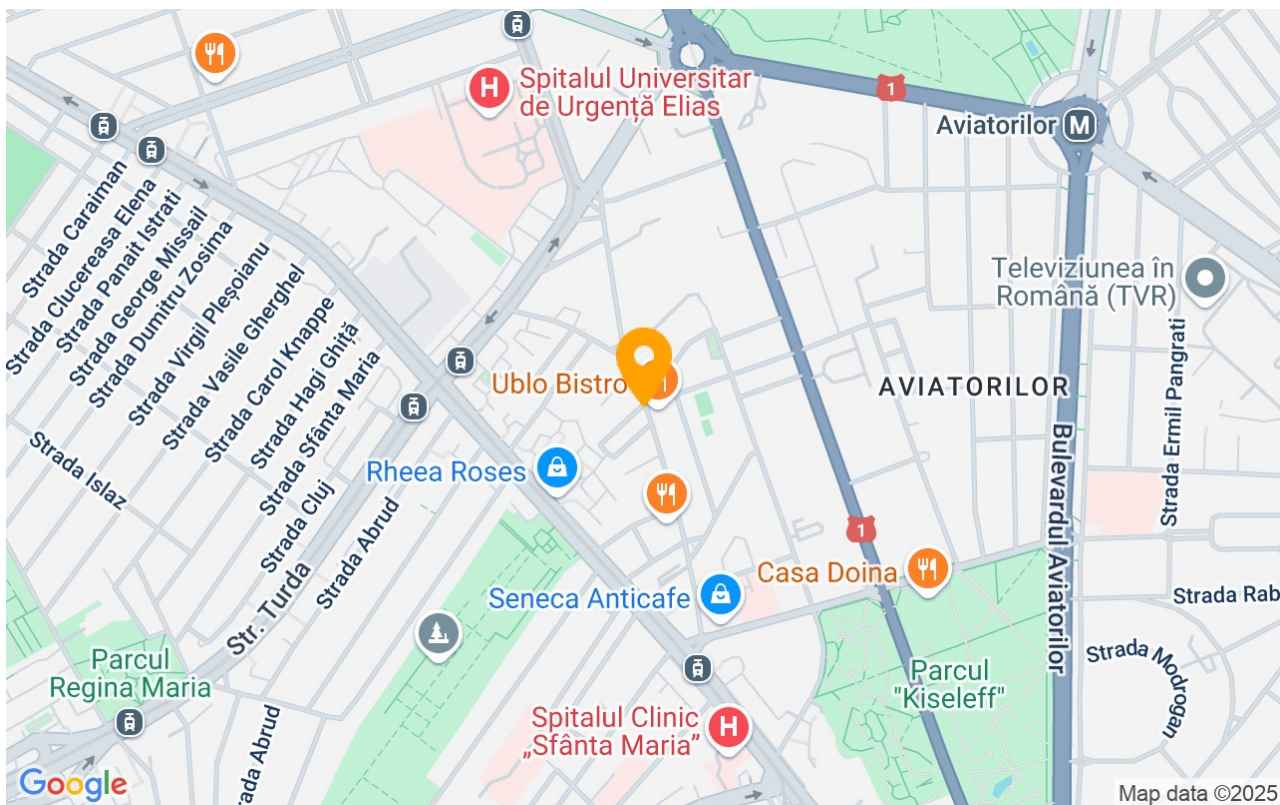 H
Spitalul Universitar
de Urgență Elias
1
Aviatorilor
M
Strada Caraiman
Strada Clucereasa Elena
Strada Panait Istrati
Strada George Missail
Strada Dumitru Zosima
Strada Virgil Pleșoianu
Strada Vasile Gherghel
Strada Carol Knappe
Strada Hagi Ghiță
Strada Sfânta Maria
Strada Cluj
Strada Abrud
Strada Islaz
Str. Turda
Televiziunea în
Română (TVR)
Strada Ermil Pangrati
Ublo Bistro
AVIATORILOR
Bulevardul Aviatorilor
Rheea Roses
1
Casa Doina
Seneca Anticafe
Strada Rab
Strada Modrogan
Parcul
Regina Maria
Parcul
"Kiseleff"
Strada Abrud
Spitalul Clinic
„Sfânta Maria”
H
Google
Map data ©2025